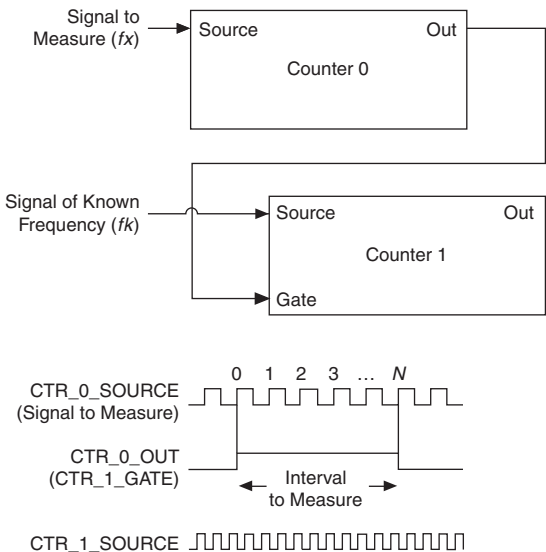 Signal to
Measure (fx)
Source
Out
Counter 0
Signal of Known
Frequency (fk)
Source
Out
Counter 1
Gate
0 1 2 3 … N
CTR_0_SOURCE
(Signal to Measure)
CTR_0_OUT
(CTR_1_GATE)
Interval
to Measure
CTR_1_SOURCE